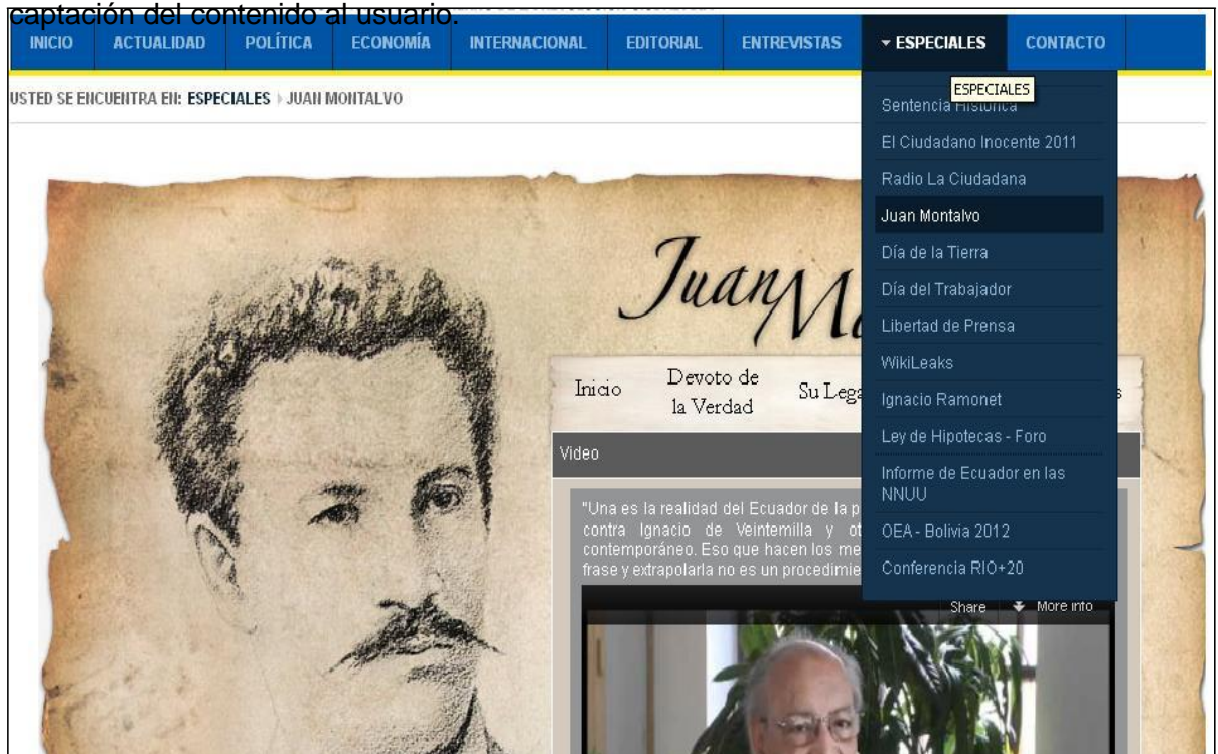 captación del contenido al usuario.
INICIO ACTUALIDAD POLÍTICA ECONOMÍA INTERNACIONAL EDITORIAL ENTREVISTAS ESPECIALES CONTACTO
USTED SE ENCUENTRA EN: ESPECIALES JUAN MONTALVO
ESPECIALES
Sentencia Histórica
El Ciudadano Inocente 2011
Radio La Ciudadana
Juan Montalvo
Día de la Tierra
Día del Trabajador
Libertad de Prensa
WikiLeaks
Ignacio Ramonet
Ley de Hipotecas - Foro
Informe de Ecuador en las
NNUU
OEA - Bolivia 2012
Conferencia RIO+20
Juan
Inicio Devoto de la Verdad Su
Video
"Una es la realidad del Ecuador de la
contra Ignacio de Veintemilla y
contemporáneo. Eso que hacen los
frase y extrapolarla no es un
Share More info